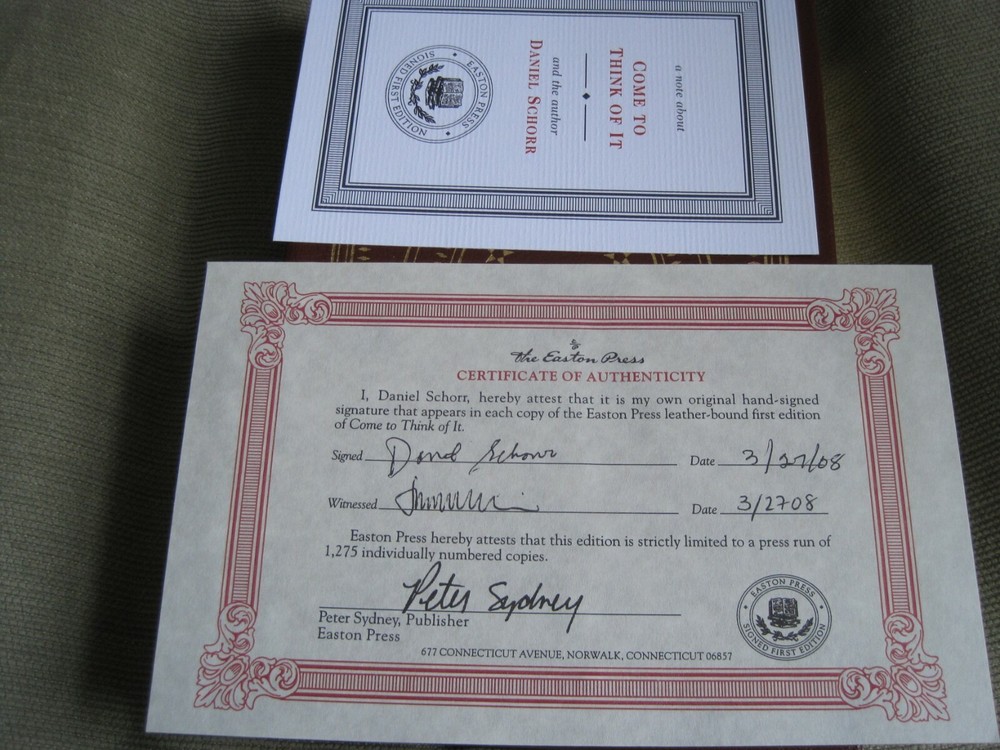 a note about
COME TO
THINK OF IT
and the author
DANIEL SCHORR
EASTON PRESS
SIGNED FIRST EDITION
the Easton Press
CERTIFICATE OF AUTHENTICITY
I, Daniel Schorr, hereby attest that it is my own original hand-signed
signature that appears in each copy of the Easton Press leather-bound first edition
of Come to Think of It.
Signed Daniel Schorr Date 3/27/08
Witnessed Date 3/2708
Easton Press hereby attests that this edition is strictly limited to a press run of
1,275 individually numbered copies.
Peter Sydney
Peter Sydney, Publisher
Easton Press
677 CONNECTICUT AVENUE, NORWALK, CONNECTICUT 06857
EASTON PRESS
SIGNED FIRST EDITION